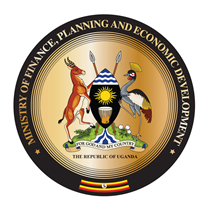 MINISTRY OF FINANCE, PLANNING AND ECONOMIC DEVELOPMENT
FOR GOD AND MY COUNTRY
THE REPUBLIC OF UGANDA